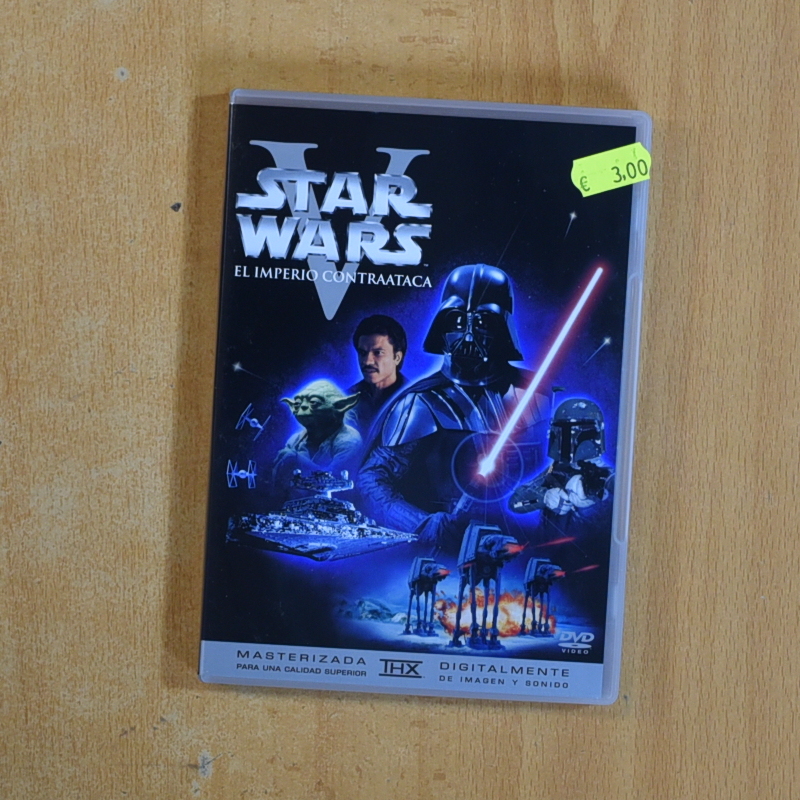 V
STAR
WARS
EL IMPERIO CONTRAATACA
€ 3.00
DVD
VIDEO
MASTERIZADA
PARA UNA CALIDAD SUPERIOR
THX
DIGITALMENTE
DE IMAGEN Y SONIDO